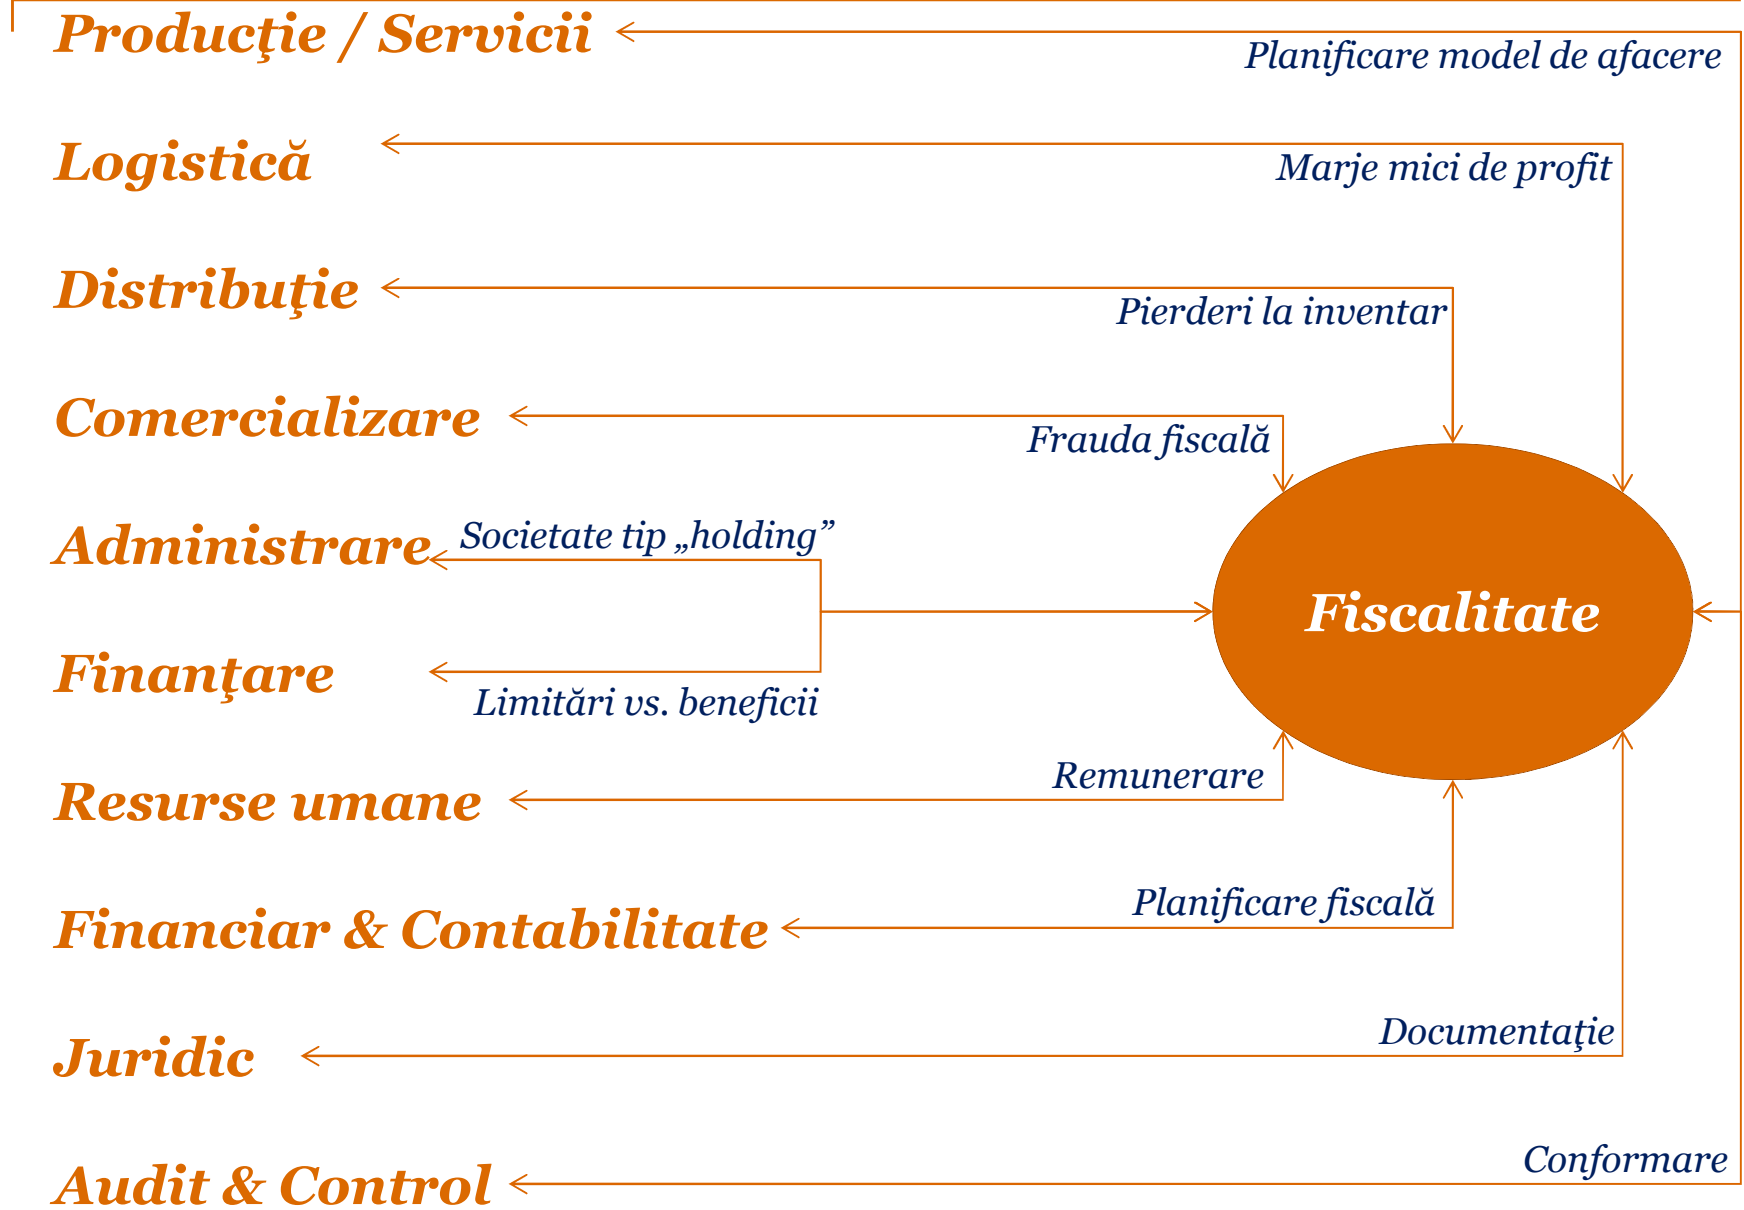 Producţie / Servicii
Planificare model de afacere
Logistică
Marje mici de profit
Distribuţie
Pierderi la inventar
Comercializare
Frauda fiscală
Administrare
Societate tip „holding”
Fiscalitate
Finanţare
Limitări vs. beneficii
Resurse umane
Remunerare
Financiar & Contabilitate
Planificare fiscală
Juridic
Documentaţie
Audit & Control
Conformare